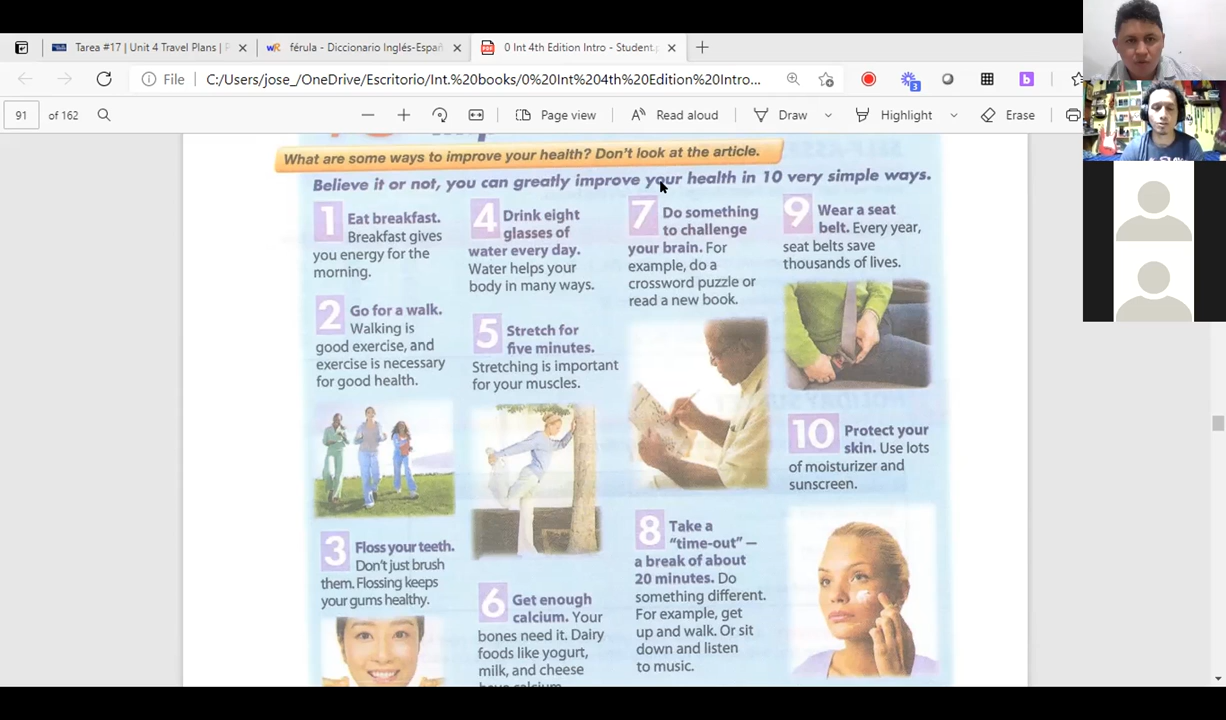 Tarea #17 | Unit 4 Travel Plans |
férula - Diccionario Inglés-Españ
0 Int 4th Edition Intro - Student.p
File
C:/Users/jose_/OneDrive/Escritorio/Int.%20books/0%20Int%204th%20Edition%20Intro...
91 of 162
Page view
Read aloud
Draw
Highlight
Erase
What are some ways to improve your health? Don't look at the article.
Believe it or not, you can greatly improve your health in 10 very simple ways.
1 Eat breakfast.
Breakfast gives
you energy for the
morning.
2 Go for a walk.
Walking is
good exercise, and
exercise is necessary
for good health.
3 Floss your teeth.
Don't just brush
them. Flossing keeps
your gums healthy.
4 Drink eight
glasses of
water every day.
Water helps your
body in many ways.
5 Stretch for
five minutes.
Stretching is important
for your muscles.
6 Get enough
calcium. Your
bones need it. Dairy
foods like yogurt,
milk, and cheese
have calcium.
7 Do something
to challenge
your brain. For
example, do a
crossword puzzle or
read a new book.
8 Take a
"time-out" —
a break of about
20 minutes. Do
something different.
For example, get
up and walk. Or sit
down and listen
to music.
9 Wear a seat
belt. Every year,
seat belts save
thousands of lives.
10 Protect your
skin. Use lots
of moisturizer and
sunscreen.